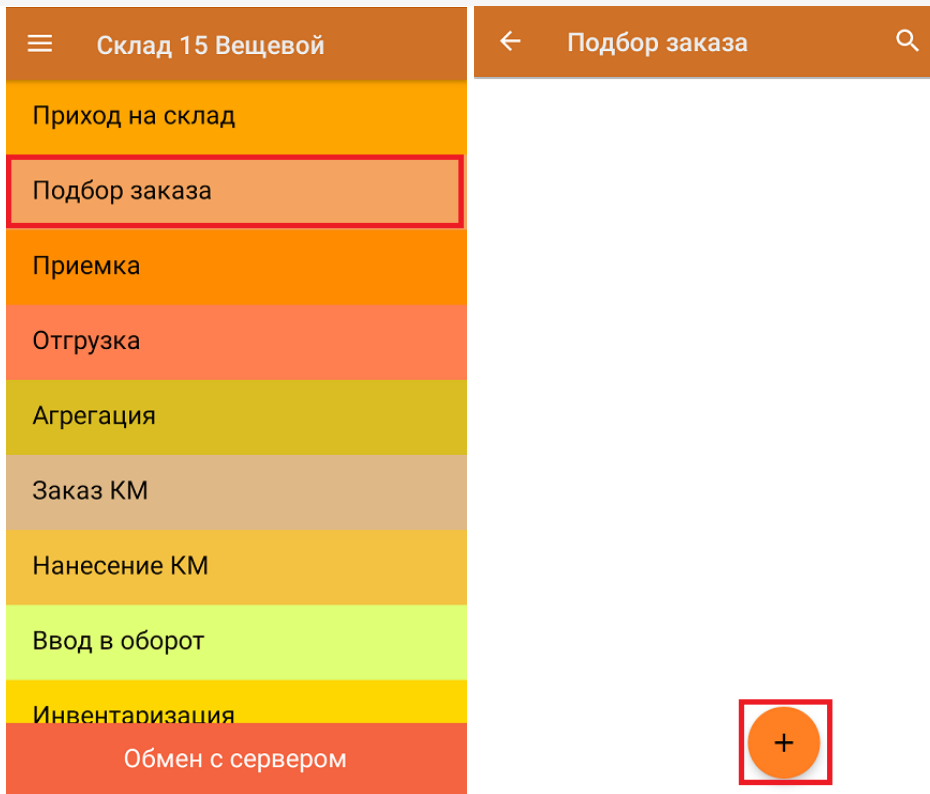 Склад 15 Вещевой
Приход на склад
Подбор заказа
Приемка
Отгрузка
Агрегация
Заказ КМ
Нанесение КМ
Ввод в оборот
Инвентаризация
Обмен с сервером
Подбор заказа
+